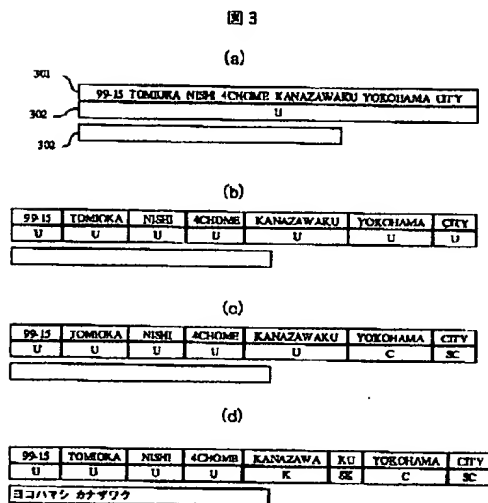 図3
(a)
301
99-15 TOMIOKA NISHI 4CHOME KANAZAWAKU YOKOHAMA CITY
302
U
303
(b)
99-15 TOMIOKA NISHI 4CHOME KANAZAWAKU YOKOHAMA CITY
U U U U U U U
(c)
99-15 TOMIOKA NISHI 4CHOME KANAZAWAKU YOKOHAMA CITY
U U U U U C SC
(d)
99-15 TOMIOKA NISHI 4CHOME KANAZAWA KU YOKOHAMA CITY
U U U U K SK C SC
ヨコハマシ カナザワク